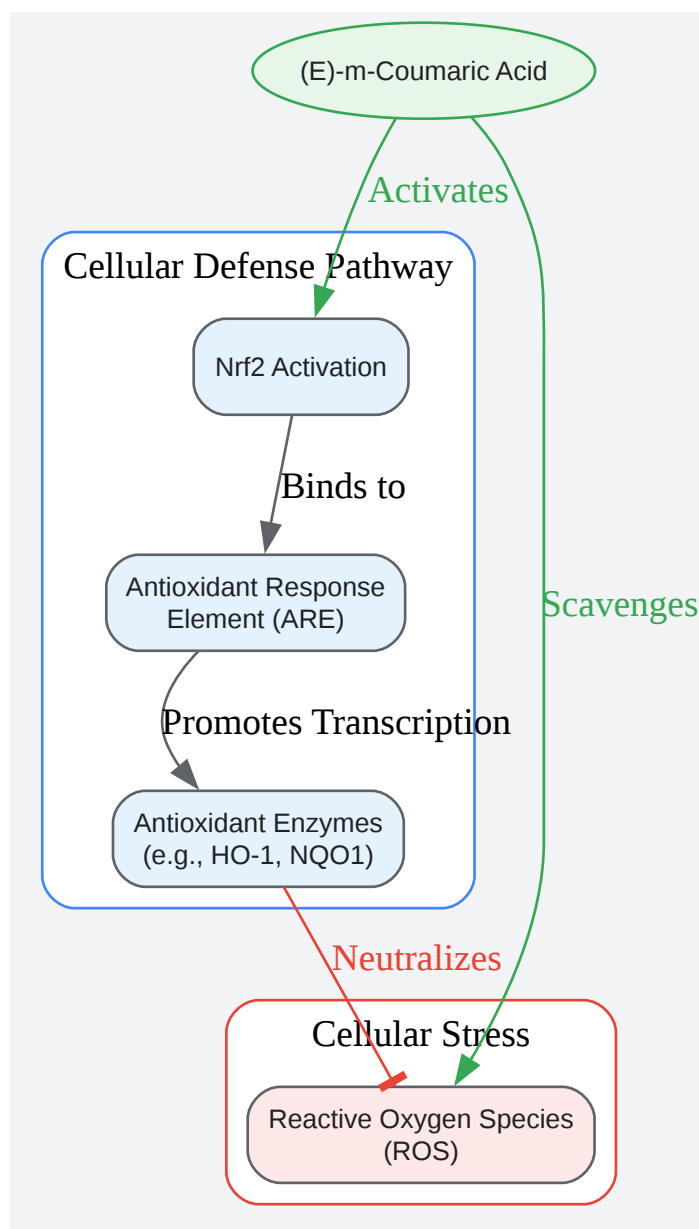 (E)-m-Coumaric Acid
Activates
Cellular Defense Pathway
Nrf2 Activation
Binds to
Antioxidant Response
Element (ARE)
Scavenges
Promotes Transcription
Antioxidant Enzymes
(e.g., HO-1, NQO1)
Neutralizes
Cellular Stress
Reactive Oxygen Species
(ROS)